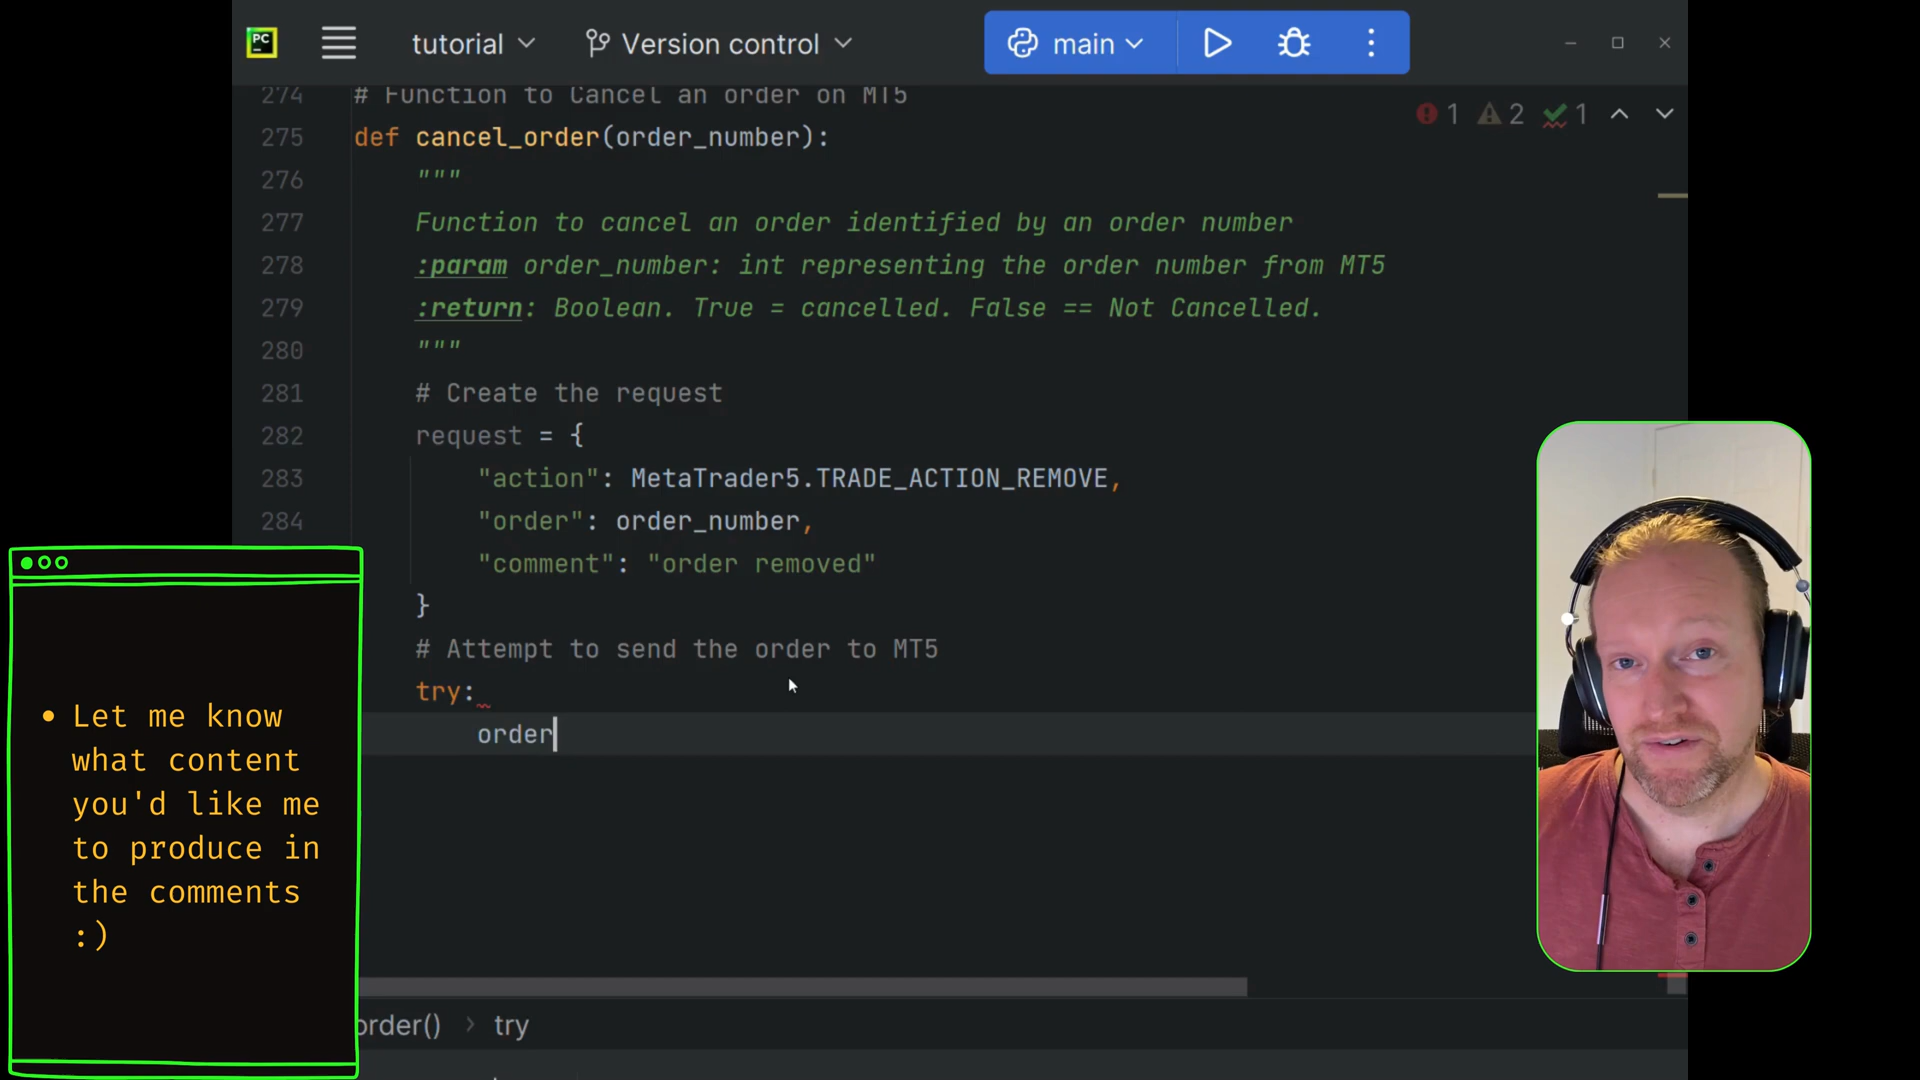 PC
tutorial
Version control
main
274 # Function to Cancel an order on MT5
1 2 1
275 def cancel_order(order_number):
276 """
277 Function to cancel an order identified by an order number
278 :param order_number: int representing the order number from MT5
279 :return: Boolean. True = cancelled. False == Not Cancelled.
280 """
281 # Create the request
282 request = {
283 "action": MetaTrader5.TRADE_ACTION_REMOVE,
284 "order": order_number,
"comment": "order removed"
}
# Attempt to send the order to MT5
try:
order
• Let me know
what content
you'd like me
to produce in
the comments
:)
order() > try